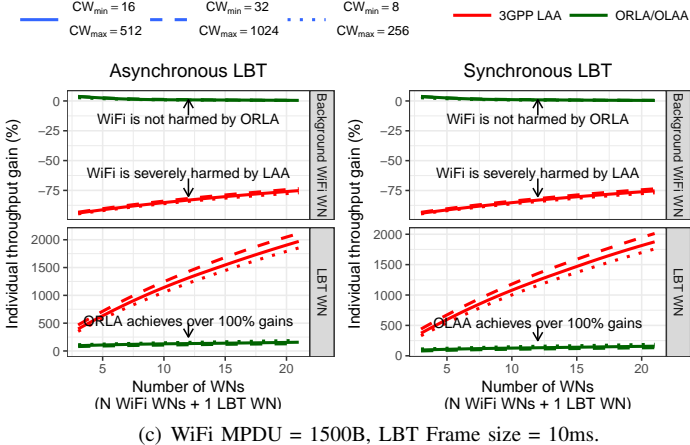 CWmin = 16 CWmin = 32 CWmin = 8
CWmax = 512 CWmax = 1024 CWmax = 256
3GPP LAA ORLA/OLAA
Asynchronous LBT Synchronous LBT
Individual throughput gain (%)
0
−25
−50
−75
WiFi is not harmed by ORLA
WiFi is severely harmed by LAA
Background WiFi WN
2000
1500
1000
500
0
ORLA achieves over 100% gains
LBT WN
5 10 15 20
Number of WNs
(N WiFi WNs + 1 LBT WN)
Individual throughput gain (%)
0
−25
−50
−75
WiFi is not harmed by ORLA
WiFi is severely harmed by LAA
Background WiFi WN
2000
1500
1000
500
0
OLAA achieves over 100% gains
LBT WN
5 10 15 20
Number of WNs
(N WiFi WNs + 1 LBT WN)
(c) WiFi MPDU = 1500B, LBT Frame size = 10ms.